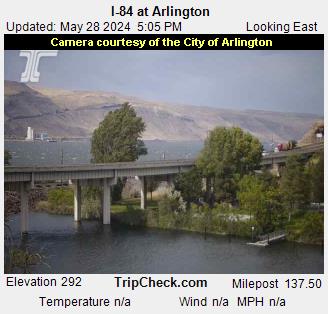 I-84 at Arlington
Updated: May 28 2024 5:05 PM Looking East
Camera courtesy of the City of Arlington
Elevation 292 TripCheck.com Milepost 137.50
Temperature n/a Wind n/a MPH n/a